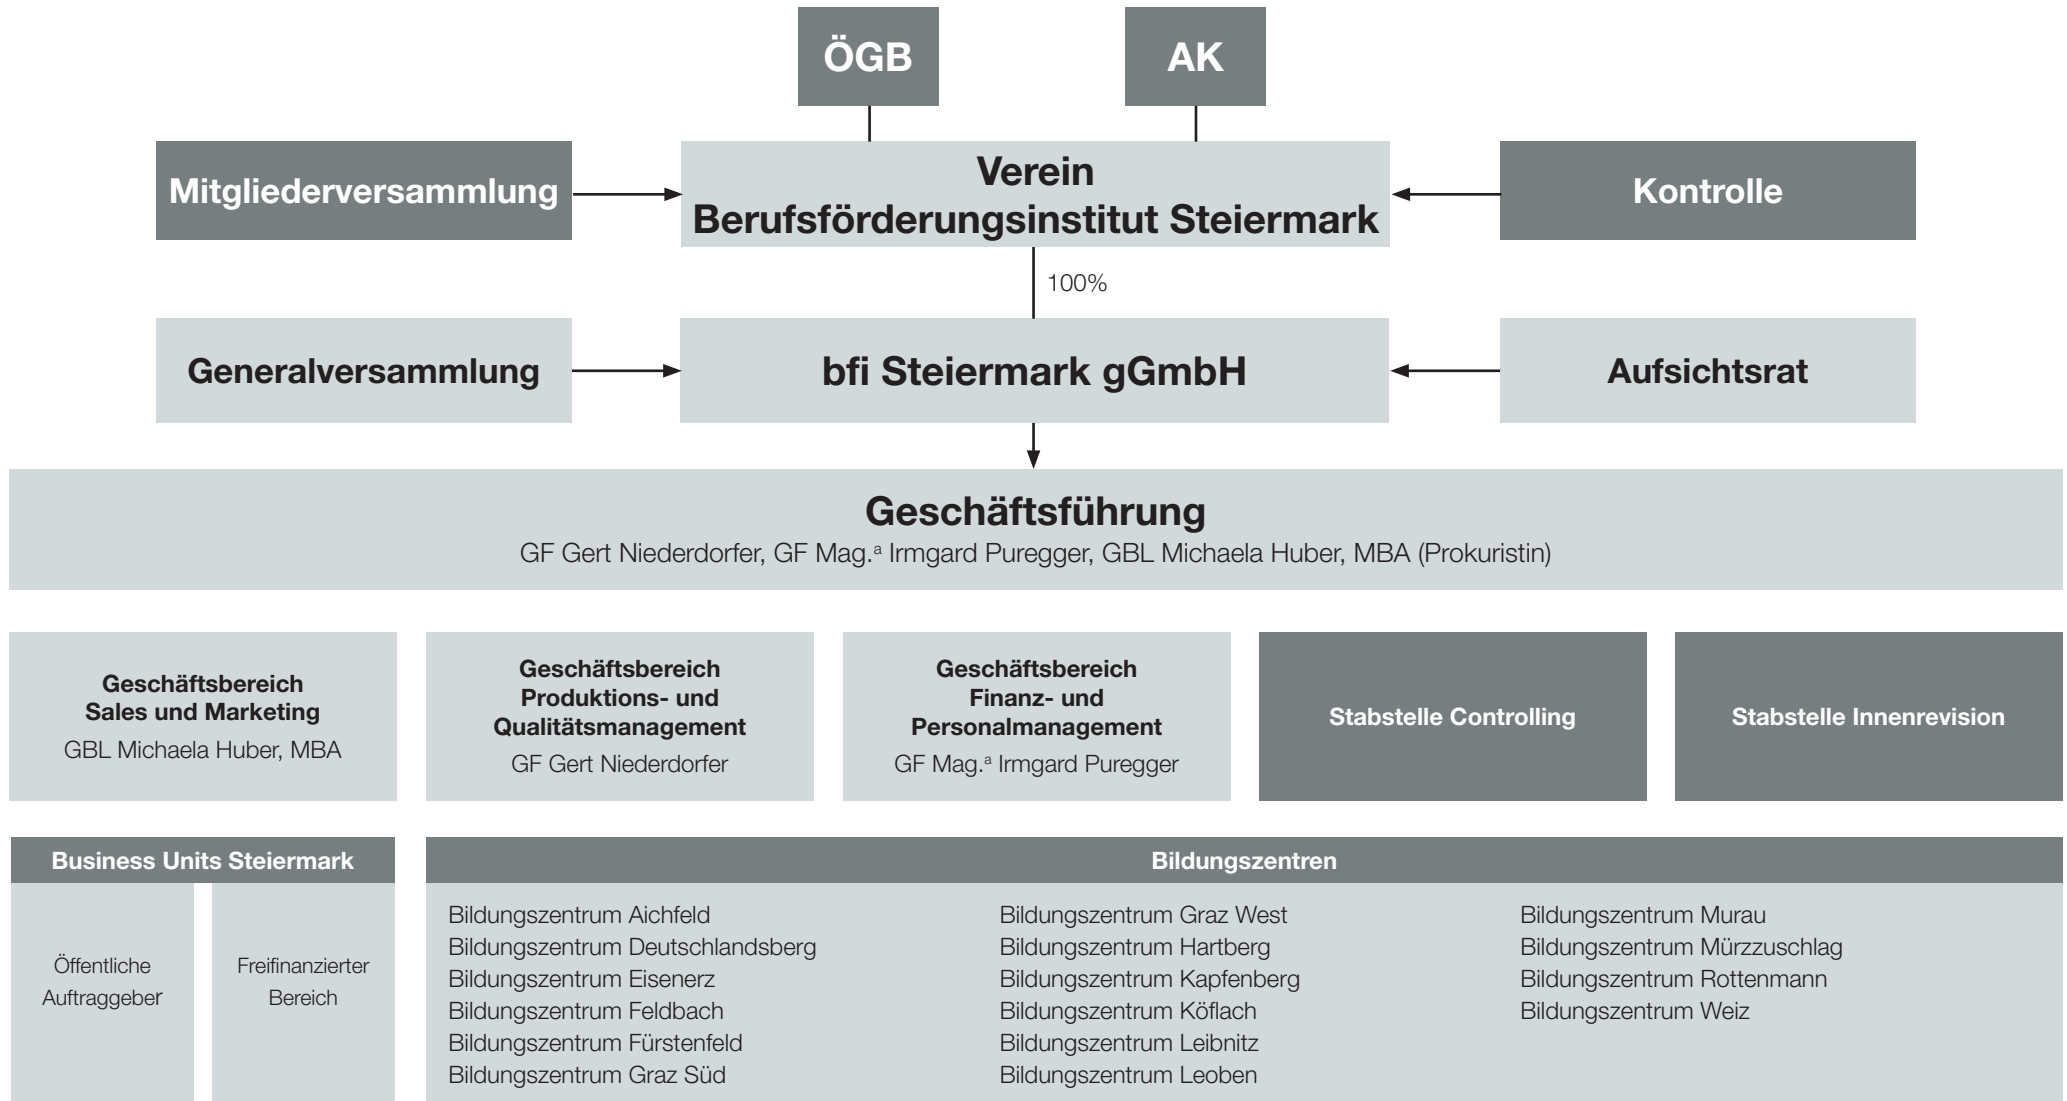 ÖGB
AK
Mitgliederversammlung
Verein
Berufsförderungsinstitut Steiermark
Kontrolle
100%
Generalversammlung
bfi Steiermark gGmbH
Aufsichtsrat
Geschäftsführung
GF Gert Niederdorfer, GF Mag.ª Irmgard Puregger, GBL Michaela Huber, MBA (Prokuristin)
Geschäftsbereich
Sales und Marketing
GBL Michaela Huber, MBA
Geschäftsbereich
Produktions- und
Qualitätsmanagement
GF Gert Niederdorfer
Geschäftsbereich
Finanz- und
Personalmanagement
GF Mag.ª Irmgard Puregger
Stabstelle Controlling
Stabstelle Innenrevision
Business Units Steiermark
Öffentliche
Auftraggeber
Freifinanzierter
Bereich
Bildungszentren
Bildungszentrum Aichfeld
Bildungszentrum Deutschlandsberg
Bildungszentrum Eisenerz
Bildungszentrum Feldbach
Bildungszentrum Fürstenfeld
Bildungszentrum Graz Süd
Bildungszentrum Graz West
Bildungszentrum Hartberg
Bildungszentrum Kapfenberg
Bildungszentrum Köflach
Bildungszentrum Leibnitz
Bildungszentrum Leoben
Bildungszentrum Murau
Bildungszentrum Mürzzuschlag
Bildungszentrum Rottenmann
Bildungszentrum Weiz